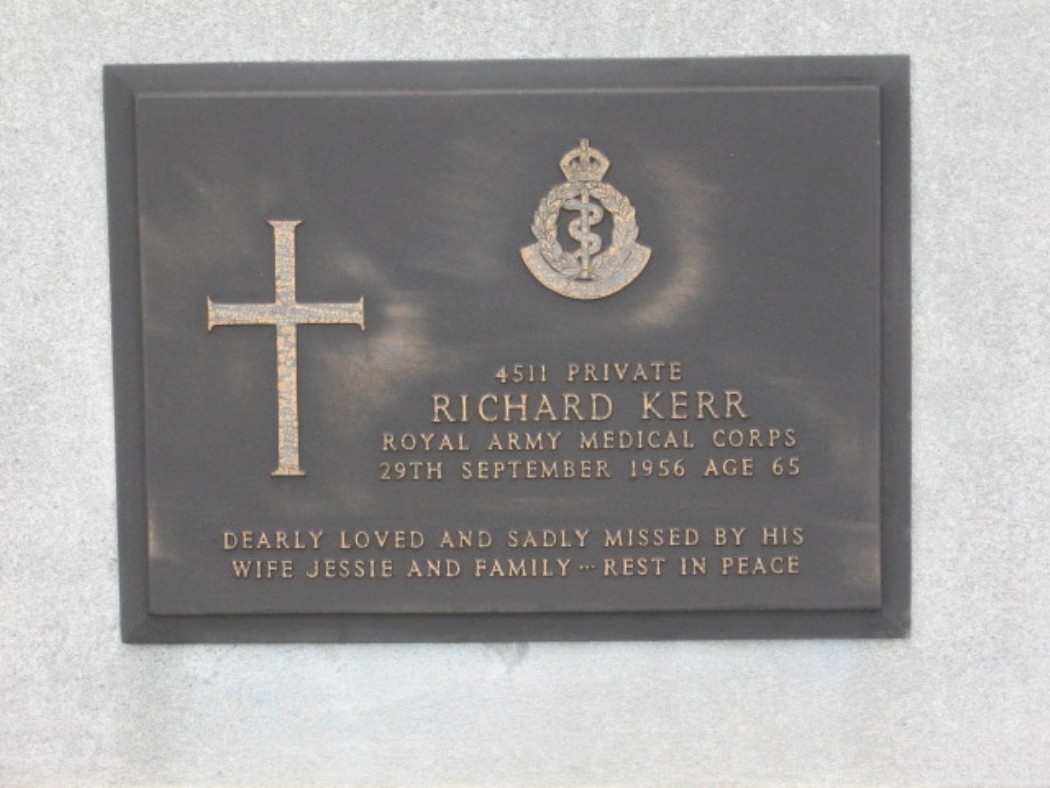 4511 PRIVATE
RICHARD KERR
ROYAL ARMY MEDICAL CORPS
29TH SEPTEMBER 1956 AGE 65
DEARLY LOVED AND SADLY MISSED BY HIS
WIFE JESSIE AND FAMILY ··· REST IN PEACE